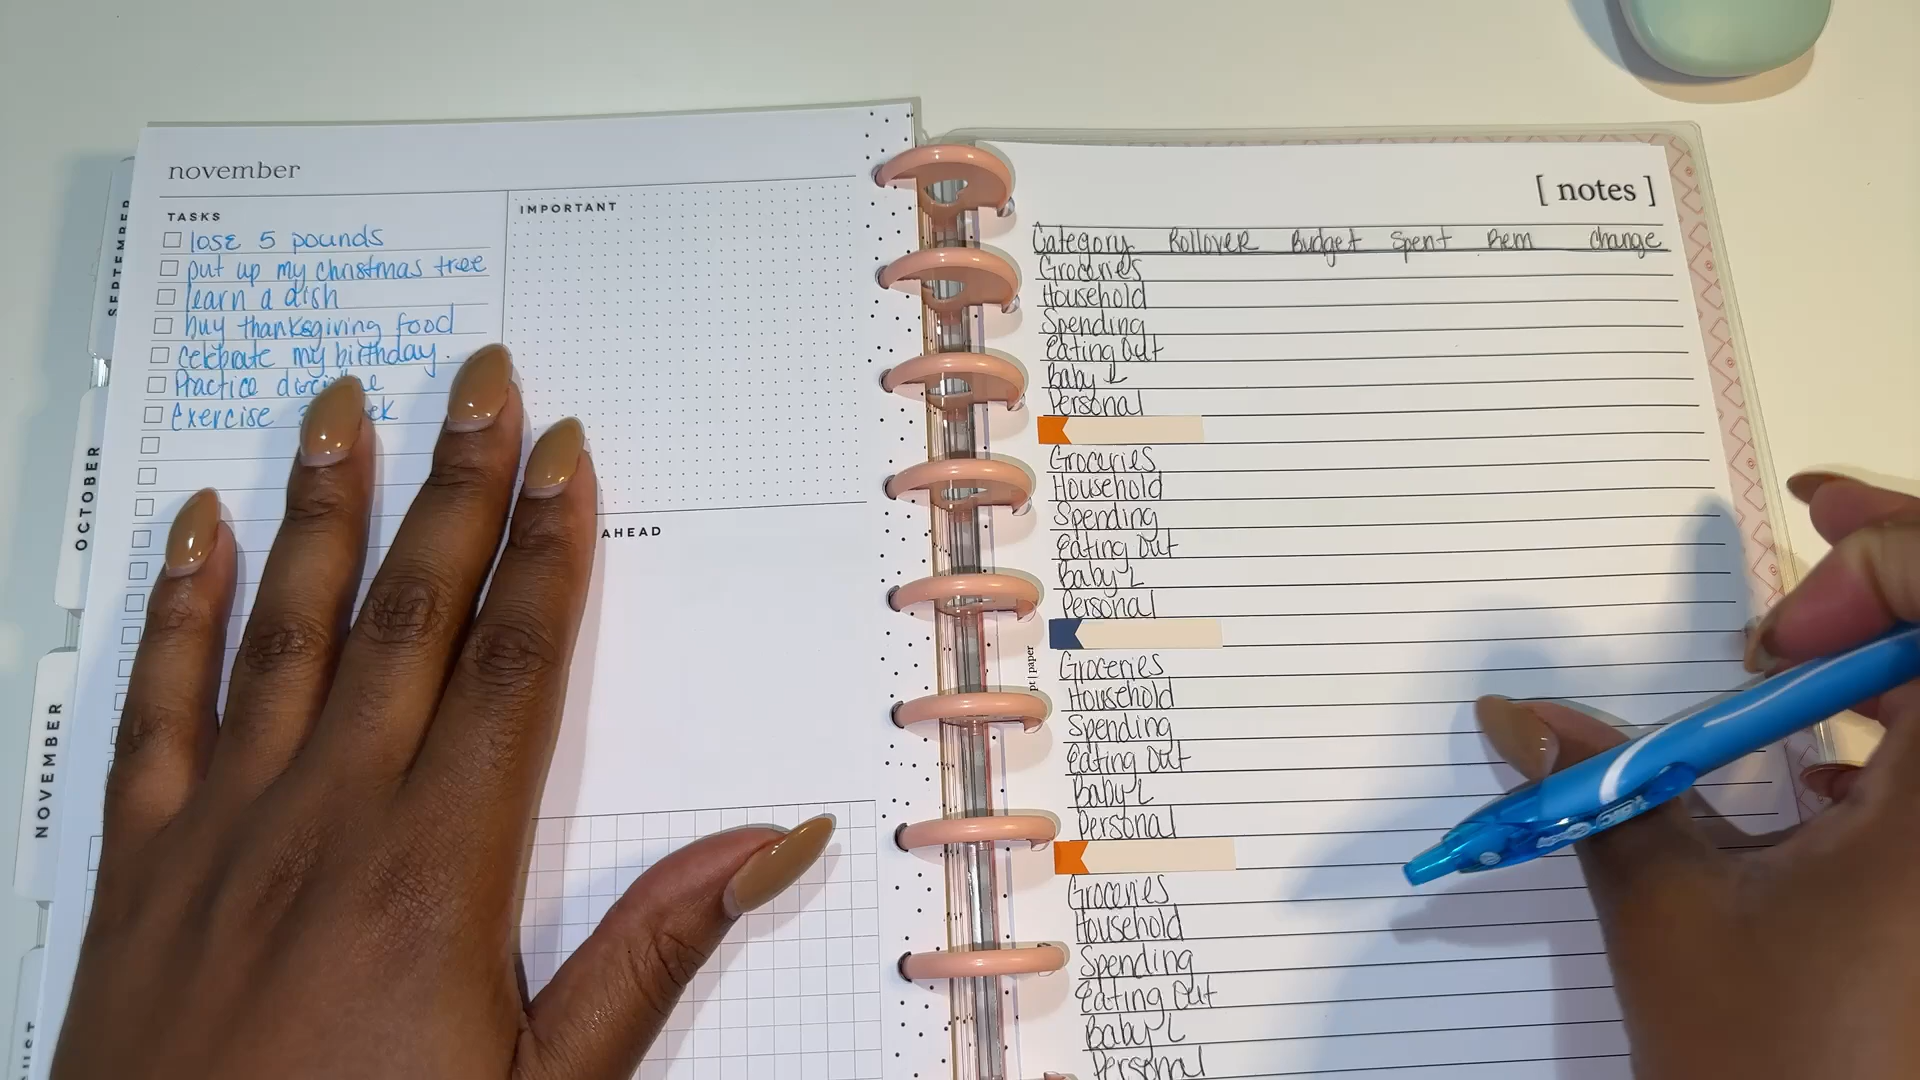 november
TASKS
lose 5 pounds
put up my christmas tree
learn a dish
buy thanksgiving food
celebrate my birthday
Practice
Exercise
IMPORTANT
AHEAD
SEPTEMBER
OCTOBER
NOVEMBER
[ notes ]
Category Rollover Budget Spent Rem change
Groceries
Household
Spending
Eating Out
Baby L
Personal
Groceries
Household
Spending
Eating Out
Baby L
Personal
Groceries
Household
Spending
Eating Out
Baby L
Personal
Groceries
Household
Spending
Eating Out
Baby L
Personal
pt | paper